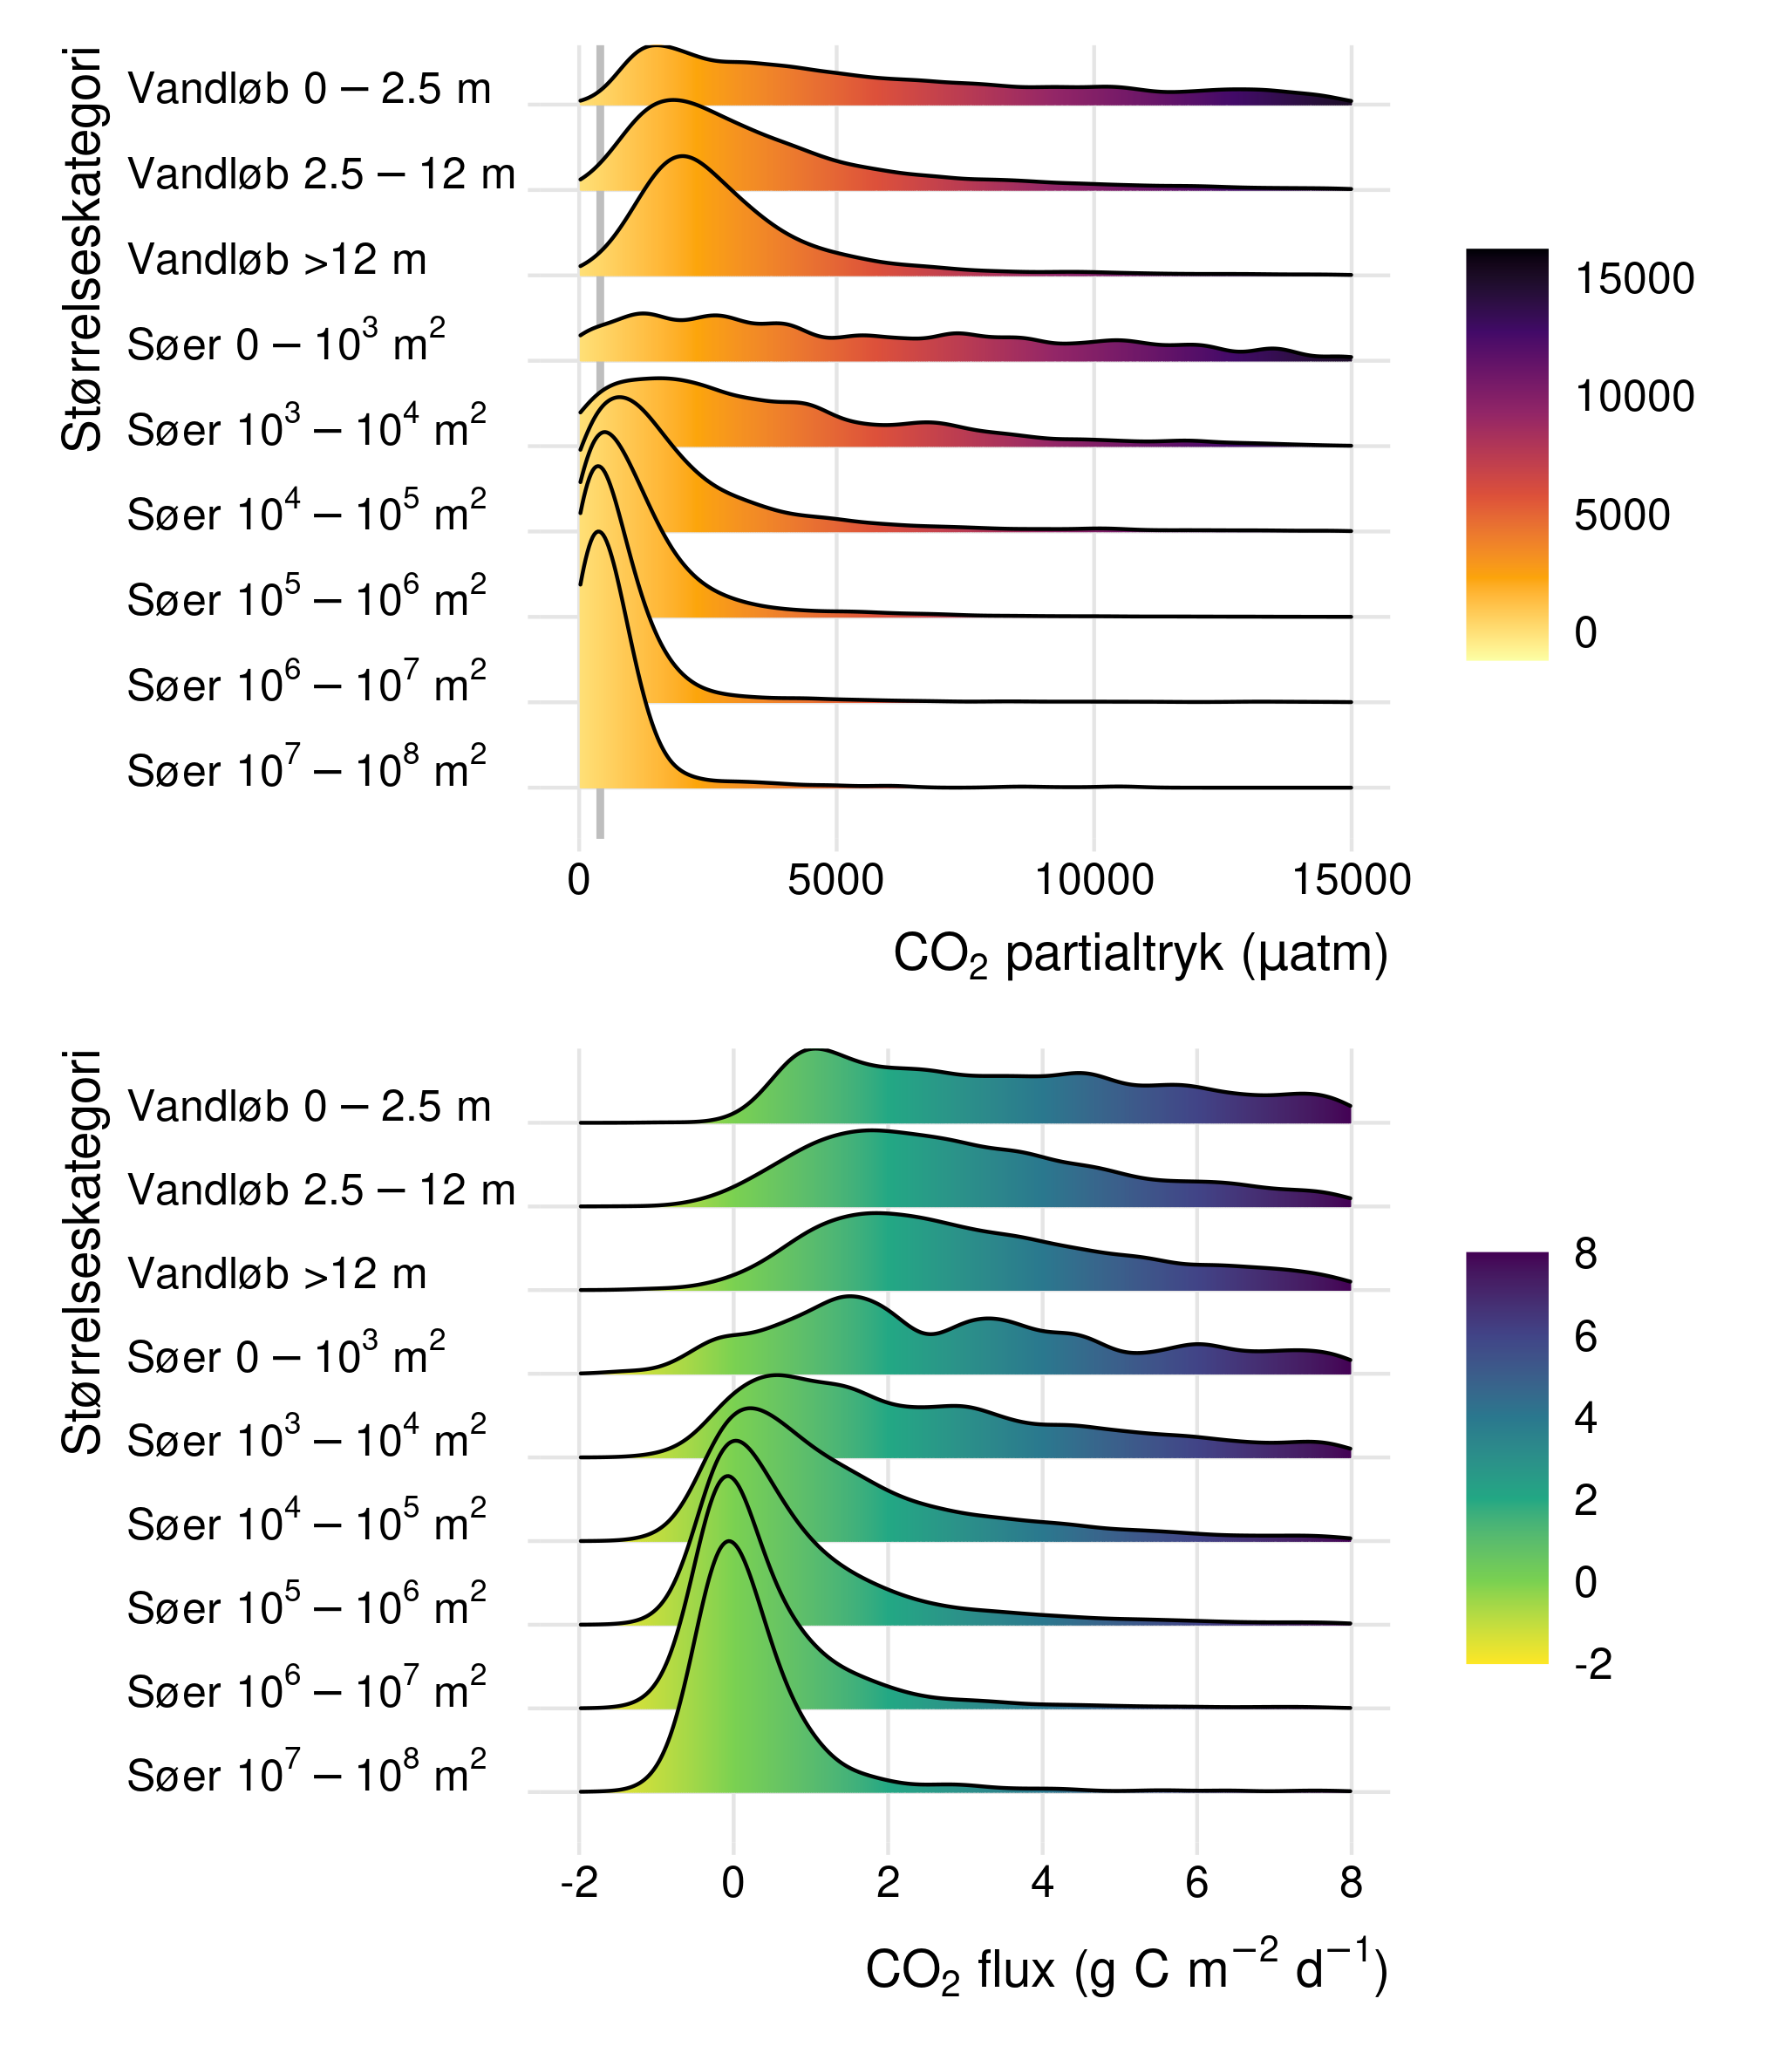 Størrelseskategori
Vandløb 0 – 2.5 m
Vandløb 2.5 – 12 m
Vandløb >12 m
Søer 0 – 10³ m²
Søer 10³ – 10⁴ m²
Søer 10⁴ – 10⁵ m²
Søer 10⁵ – 10⁶ m²
Søer 10⁶ – 10⁷ m²
Søer 10⁷ – 10⁸ m²
0 5000 10000 15000
CO₂ partialtryk (µatm)
15000
10000
5000
0
Størrelseskategori
Vandløb 0 – 2.5 m
Vandløb 2.5 – 12 m
Vandløb >12 m
Søer 0 – 10³ m²
Søer 10³ – 10⁴ m²
Søer 10⁴ – 10⁵ m²
Søer 10⁵ – 10⁶ m²
Søer 10⁶ – 10⁷ m²
Søer 10⁷ – 10⁸ m²
-2 0 2 4 6 8
CO₂ flux (g C m⁻² d⁻¹)
8
6
4
2
0
-2